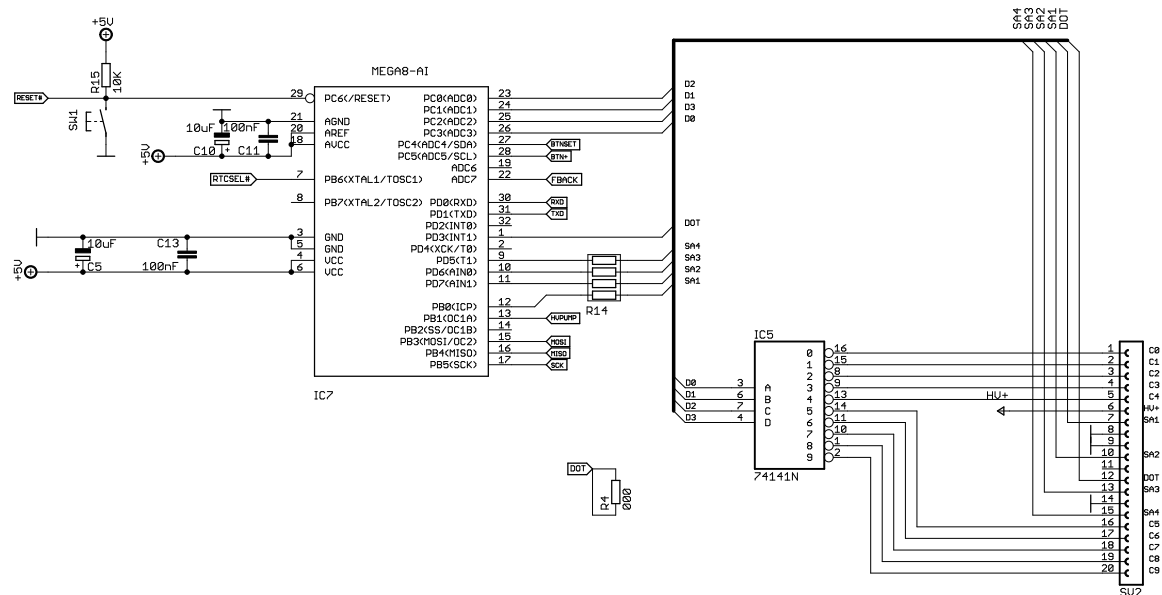 SA4
SA3
SA2
SA1
DOT
+5V
R15
10K
RESET#
SW1
MEGA8-AI
29 PC6(/RESET) PC0(ADC0) 23 D2
PC1(ADC1) 24 D1
21 AGND PC2(ADC2) 25 D3
20 AREF PC3(ADC3) 26 D0
18 AVCC PC4(ADC4/SDA) 27 BTNSET
PC5(ADC5/SCL) 28 BTN+
ADC6 19
RTCSEL# 7 PB6(XTAL1/TOSC1) ADC7 22 FBACK
8 PB7(XTAL2/TOSC2) PD0(RXD) 30 RXD
PD1(TXD) 31 TXD
PD2(INT0) 32
3 GND PD3(INT1) 1 DOT
5 GND PD4(XCK/T0) 2
4 VCC PD5(T1) 9 SA4
6 VCC PD6(AIN0) 10 SA3
PD7(AIN1) 11 SA2
PB0(ICP) 12 SA1
PB1(OC1A) 13 HVPUMP
PB2(SS/OC1B) 14
PB3(MOSI/OC2) 15 MOSI
PB4(MISO) 16 MISO
PB5(SCK) 17 SCK
IC7
10uF 100nF
C10 + C11
+5V
10uF C13
+ C5 100nF
+5V
R14
IC5
0 16
1 15
2 8
D0 3 A 3 9
D1 6 B 4 13
D2 7 C 5 14
D3 4 D 6 11
7 10
8 1
9 2
74141N
HV+
1 C0
2 C1
3 C2
4 C3
5 C4
6 HV+
7 SA1
8
9
10 SA2
11
12 DOT
13 SA3
14
15 SA4
16 C5
17 C6
18 C7
19 C8
20 C9
SV2
DOT
R4
000